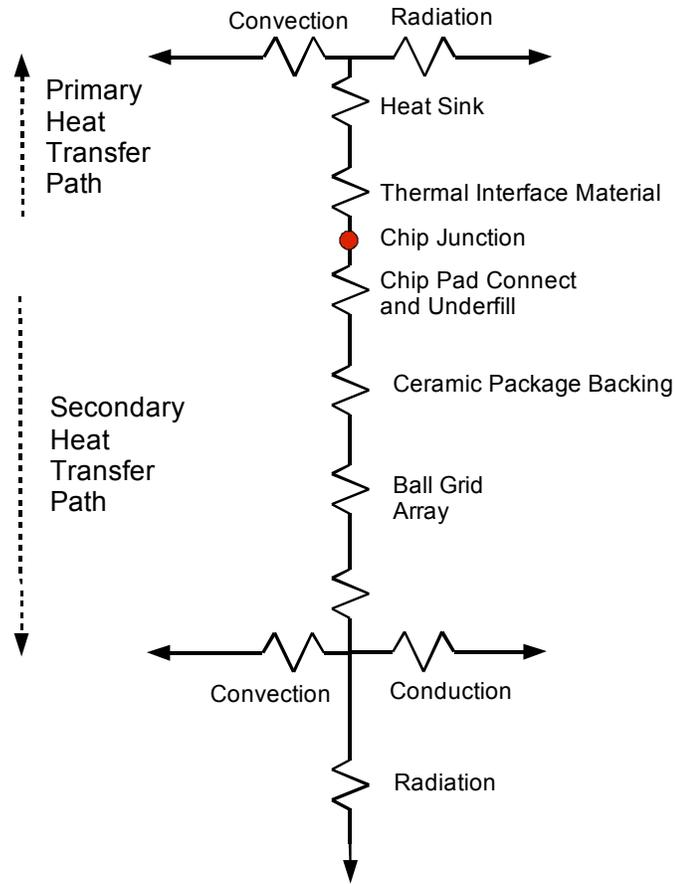 Convection
Radiation
Primary
Heat
Transfer
Path
Heat Sink
Thermal Interface Material
Chip Junction
Chip Pad Connect
and Underfill
Ceramic Package Backing
Secondary
Heat
Transfer
Path
Ball Grid
Array
Convection
Conduction
Radiation